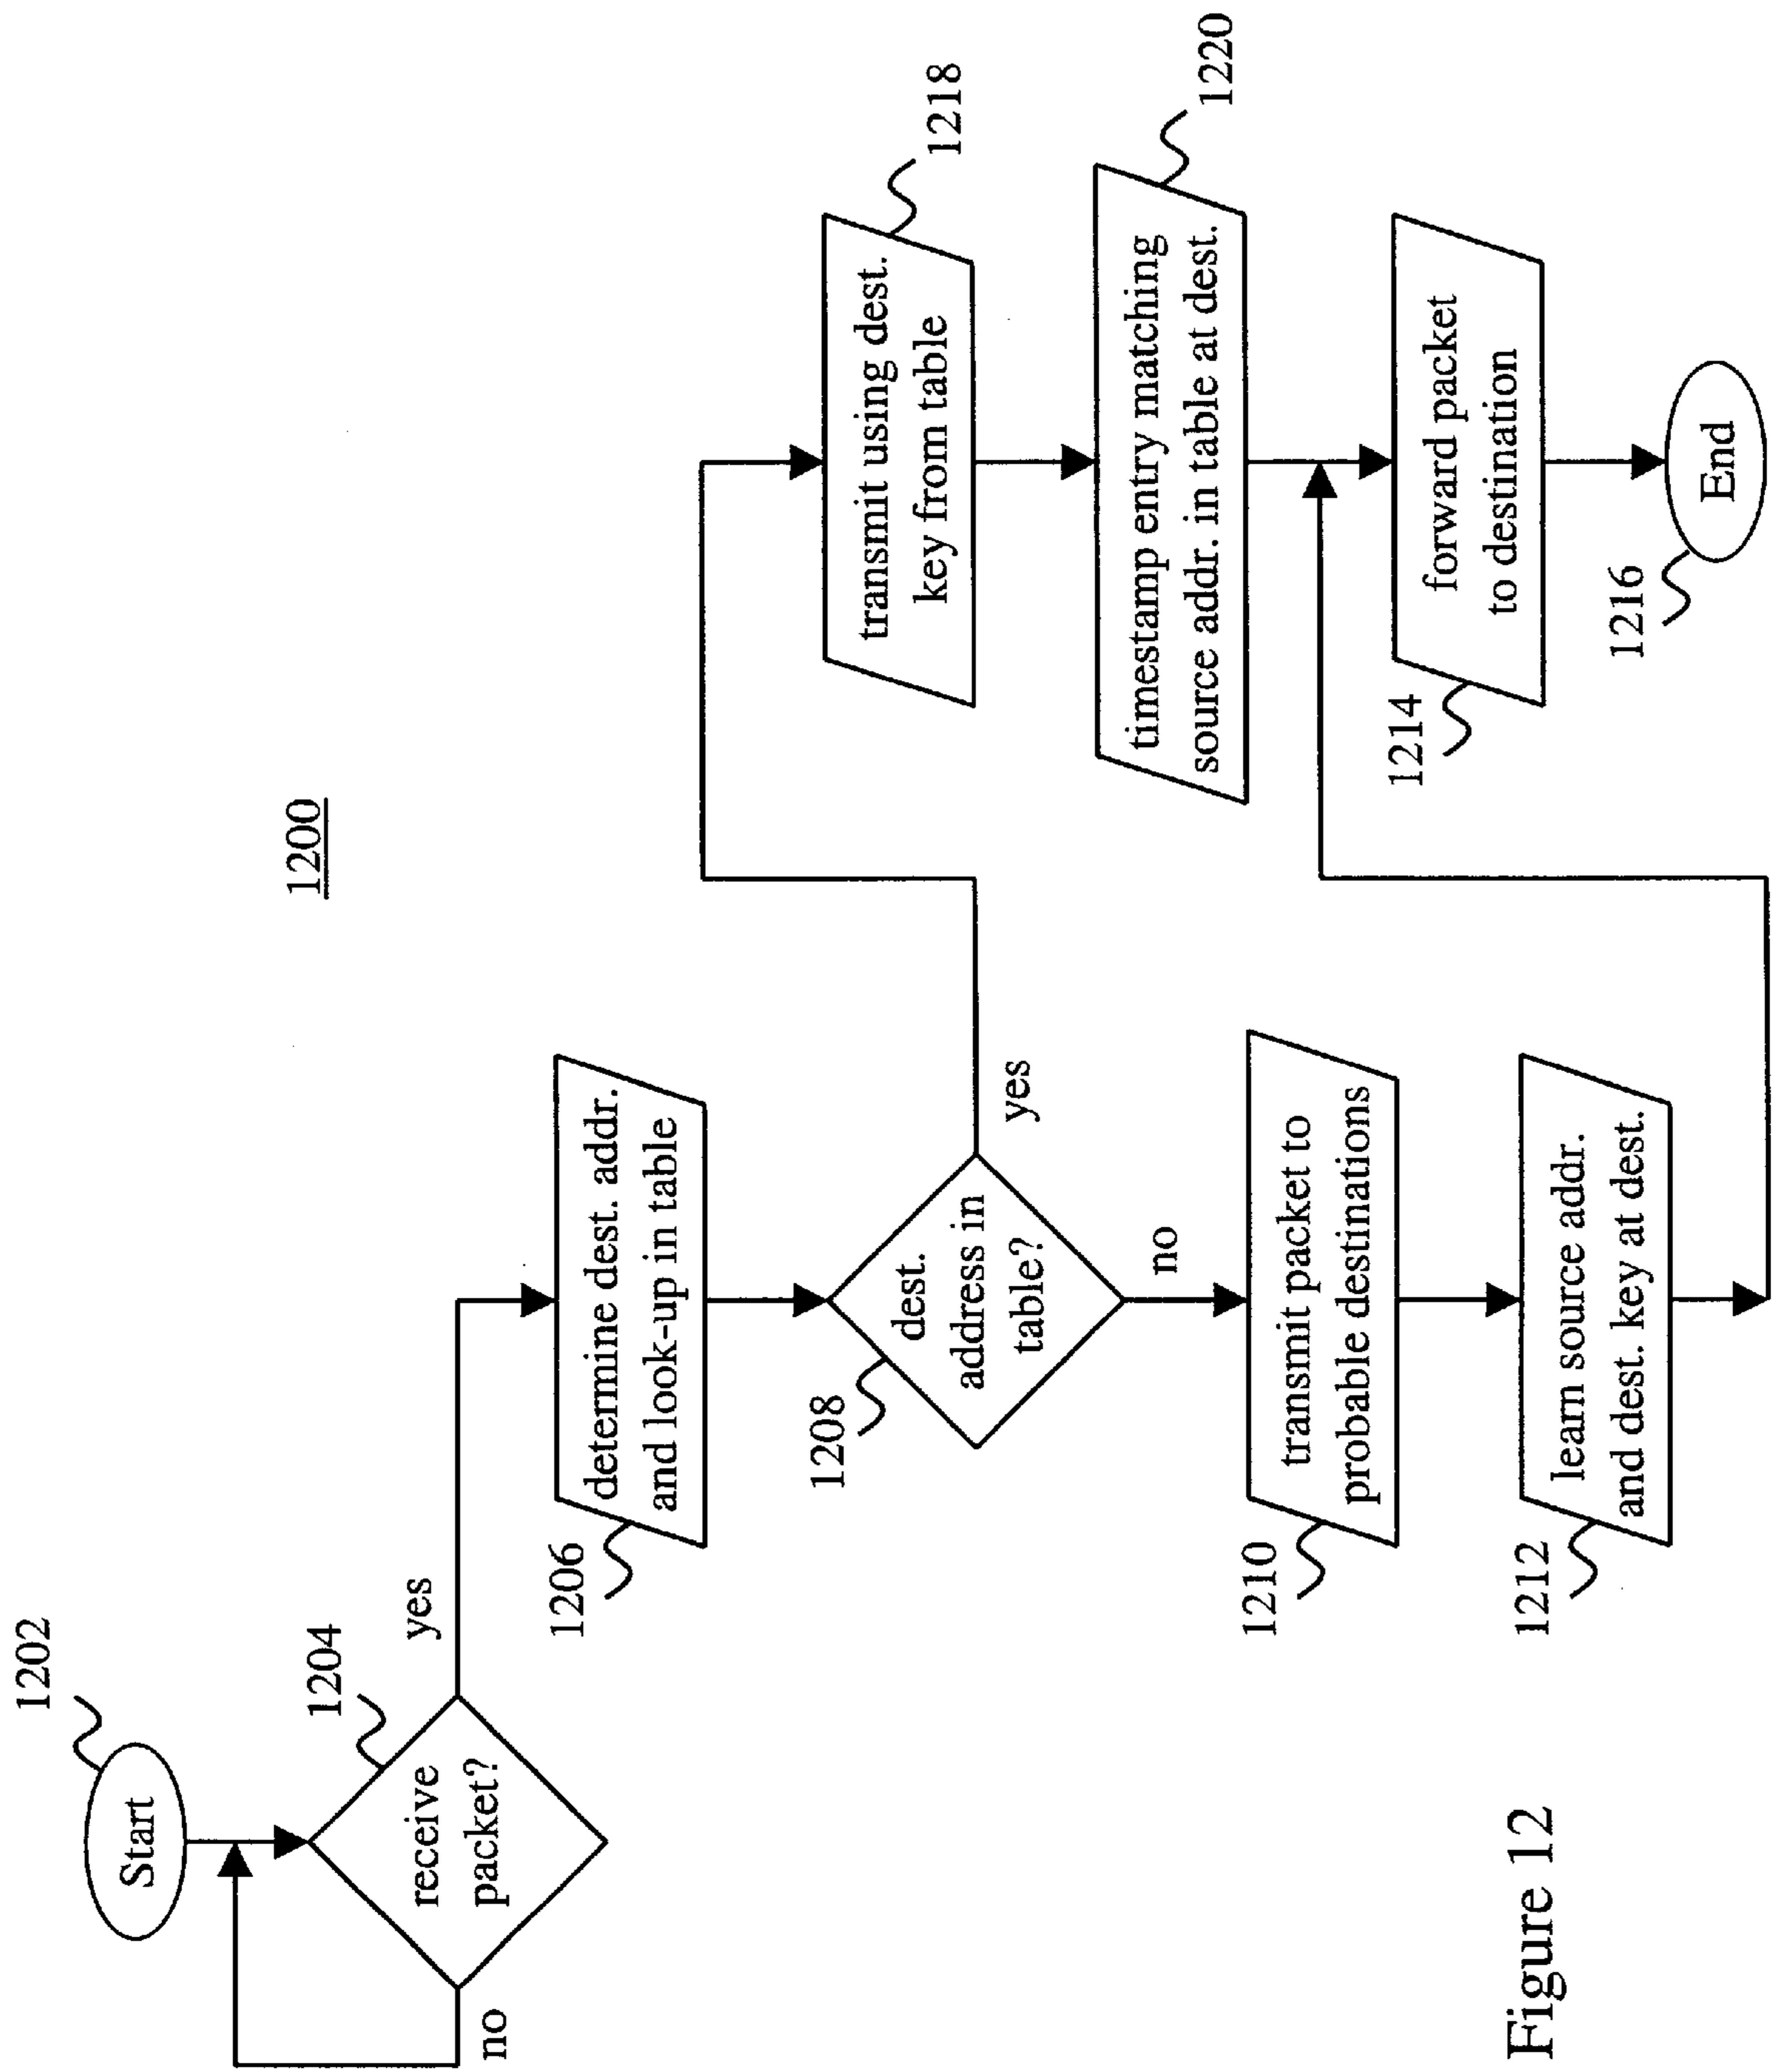 1200
Start
1202
receive
packet?
1204
no
yes
determine dest. addr.
and look-up in table
1206
dest.
address in
table?
1208
no
yes
transmit packet to
probable destinations
1210
learn source addr.
and dest. key at dest.
1212
transmit using dest.
key from table
1218
timestamp entry matching
source addr. in table at dest.
1220
forward packet
to destination
1214
End
1216
Figure 12